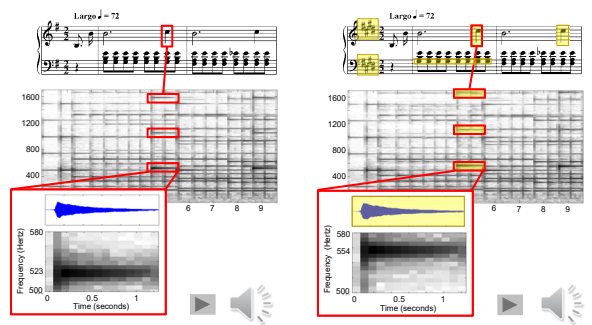 Largo ♩ = 72
1600
1200
800
400
6 7 8 9
580
523
500
Frequency (Hertz)
0 0.5 1
Time (seconds)
Largo ♩ = 72
1600
1200
800
400
6 7 8 9
580
554
500
Frequency (Hertz)
0 0.5 1
Time (seconds)